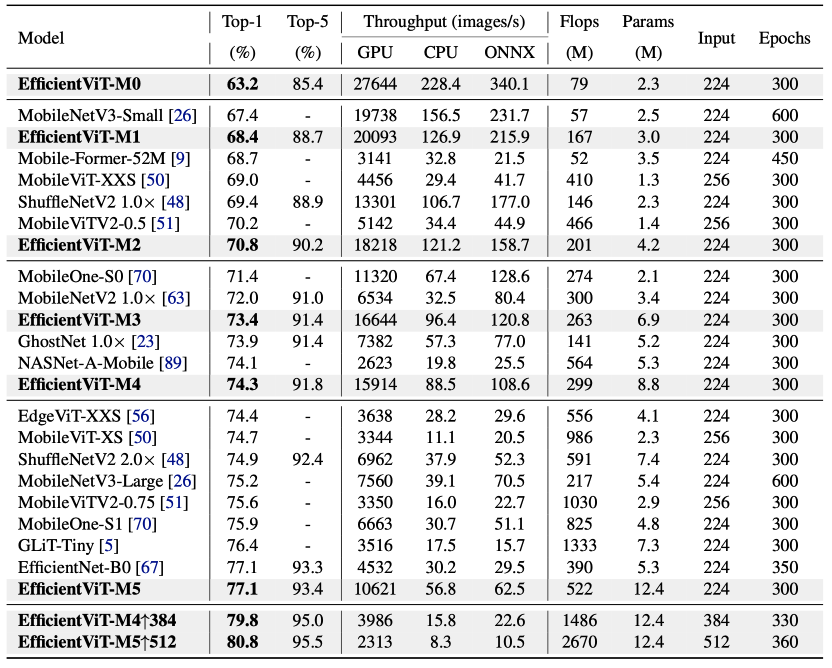 Model Top-1 Top-5 Throughput (images/s) Flops Params Input Epochs
(%) (%) GPU CPU ONNX (M) (M)
EfficientViT-M0 63.2 85.4 27644 228.4 340.1 79 2.3 224 300
MobileNetV3-Small [26] 67.4 - 19738 156.5 231.7 57 2.5 224 600
EfficientViT-M1 68.4 88.7 20093 126.9 215.9 167 3.0 224 300
Mobile-Former-52M [9] 68.7 - 3141 32.8 21.5 52 3.5 224 450
MobileViT-XXS [50] 69.0 - 4456 29.4 41.7 410 1.3 256 300
ShuffleNetV2 1.0× [48] 69.4 88.9 13301 106.7 177.0 146 2.3 224 300
MobileViTV2-0.5 [51] 70.2 - 5142 34.4 44.9 466 1.4 256 300
EfficientViT-M2 70.8 90.2 18218 121.2 158.7 201 4.2 224 300
MobileOne-S0 [70] 71.4 - 11320 67.4 128.6 274 2.1 224 300
MobileNetV2 1.0× [63] 72.0 91.0 6534 32.5 80.4 300 3.4 224 300
EfficientViT-M3 73.4 91.4 16644 96.4 120.8 263 6.9 224 300
GhostNet 1.0× [23] 73.9 91.4 7382 57.3 77.0 141 5.2 224 300
NASNet-A-Mobile [89] 74.1 - 2623 19.8 25.5 564 5.3 224 300
EfficientViT-M4 74.3 91.8 15914 88.5 108.6 299 8.8 224 300
EdgeViT-XXS [56] 74.4 - 3638 28.2 29.6 556 4.1 224 300
MobileViT-XS [50] 74.7 - 3344 11.1 20.5 986 2.3 256 300
ShuffleNetV2 2.0× [48] 74.9 92.4 6962 37.9 52.3 591 7.4 224 300
MobileNetV3-Large [26] 75.2 - 7560 39.1 70.5 217 5.4 224 600
MobileViTV2-0.75 [51] 75.6 - 3350 16.0 22.7 1030 2.9 256 300
MobileOne-S1 [70] 75.9 - 6663 30.7 51.1 825 4.8 224 300
GLiT-Tiny [5] 76.4 - 3516 17.5 15.7 1333 7.3 224 300
EfficientNet-B0 [67] 77.1 93.3 4532 30.2 29.5 390 5.3 224 350
EfficientViT-M5 77.1 93.4 10621 56.8 62.5 522 12.4 224 300
EfficientViT-M4↑384 79.8 95.0 3986 15.8 22.6 1486 12.4 384 330
EfficientViT-M5↑512 80.8 95.5 2313 8.3 10.5 2670 12.4 512 360